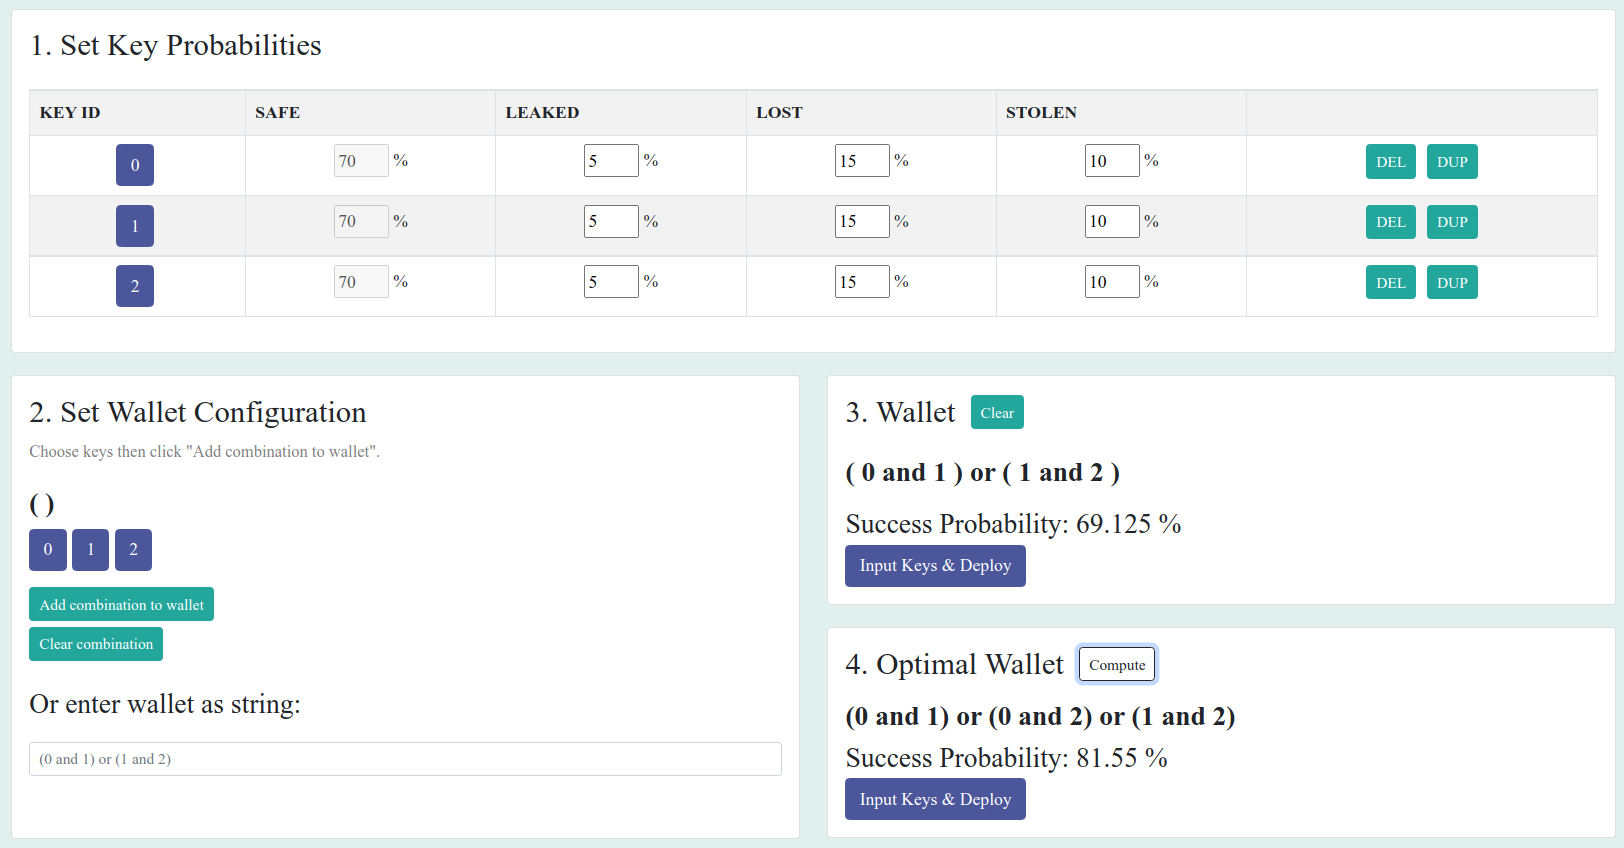 1. Set Key Probabilities
KEY ID SAFE LEAKED LOST STOLEN
0 70 % 5 % 15 % 10 % DEL DUP
1 70 % 5 % 15 % 10 % DEL DUP
2 70 % 5 % 15 % 10 % DEL DUP
2. Set Wallet Configuration
Choose keys then click "Add combination to wallet".
( )
0 1 2
Add combination to wallet
Clear combination
Or enter wallet as string:
(0 and 1) or (1 and 2)
3. Wallet Clear
( 0 and 1 ) or ( 1 and 2 )
Success Probability: 69.125 %
Input Keys & Deploy
4. Optimal Wallet Compute
(0 and 1) or (0 and 2) or (1 and 2)
Success Probability: 81.55 %
Input Keys & Deploy